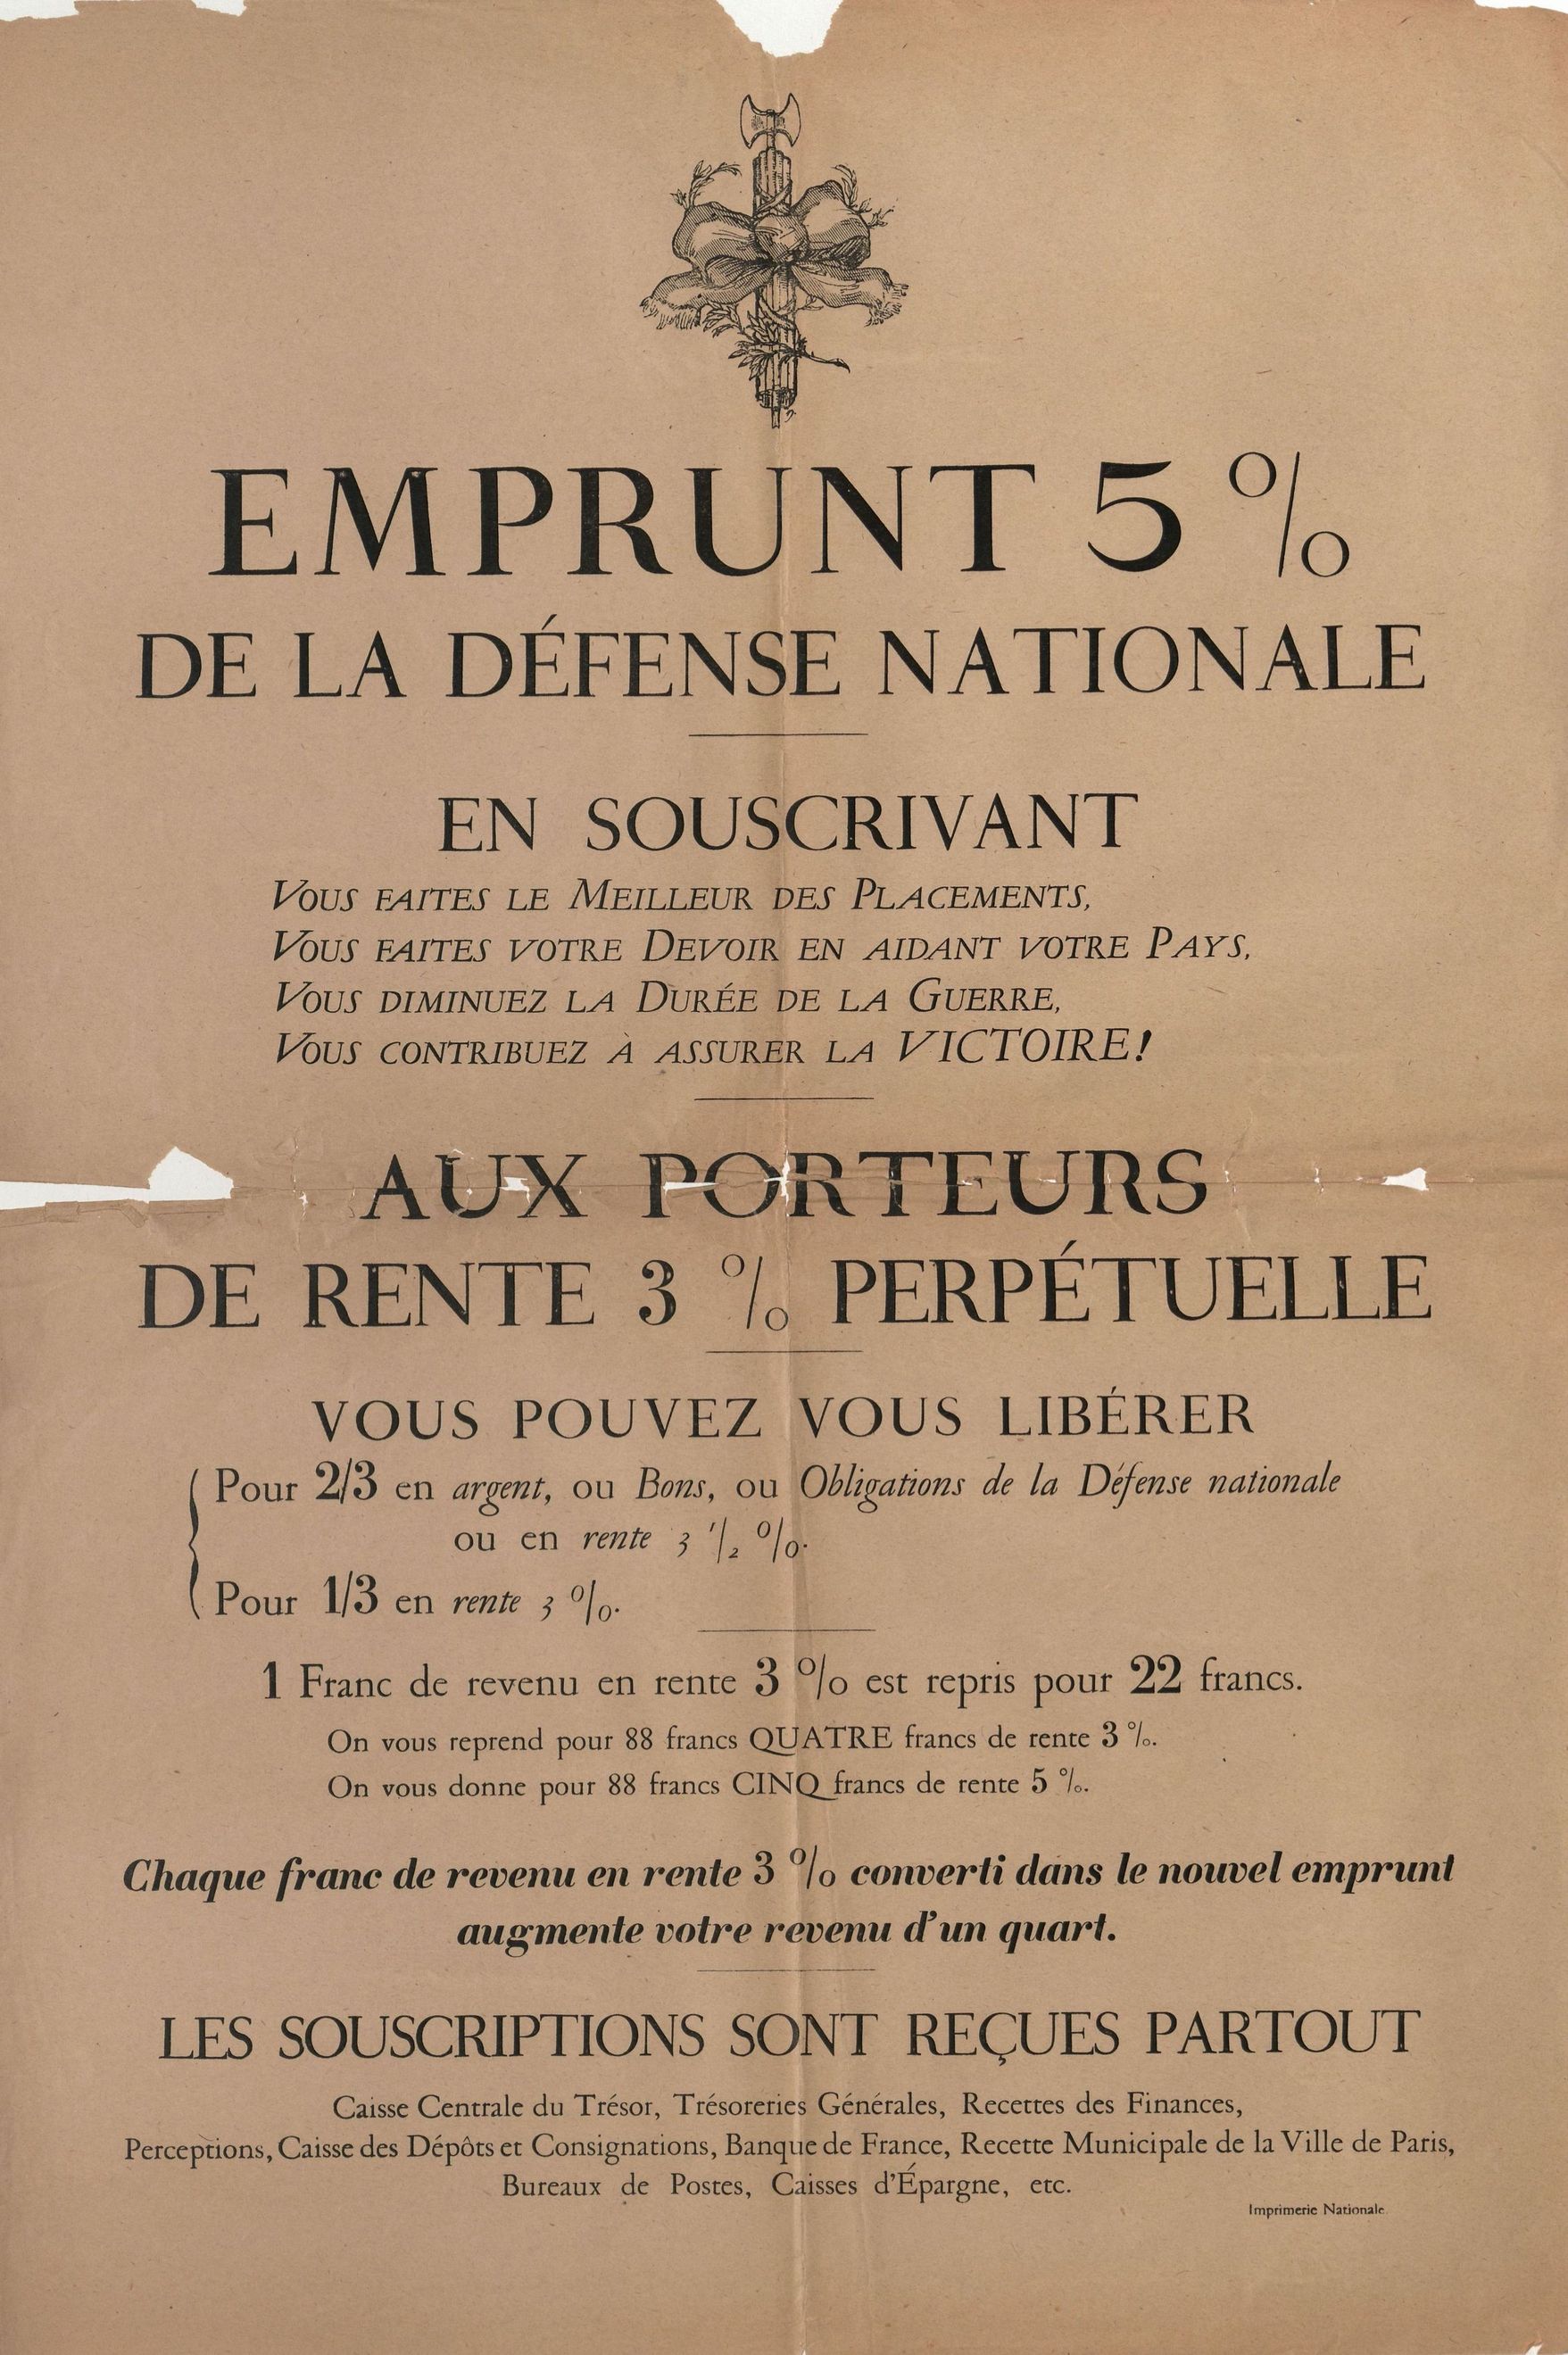 EMPRUNT 5 %
DE LA DÉFENSE NATIONALE
EN SOUSCRIVANT
VOUS FAITES LE MEILLEUR DES PLACEMENTS,
VOUS FAITES VOTRE DEVOIR EN AIDANT VOTRE PAYS,
VOUS DIMINUEZ LA DURÉE DE LA GUERRE,
VOUS CONTRIBUEZ À ASSURER LA VICTOIRE!
AUX PORTEURS
DE RENTE 3 % PERPÉTUELLE
VOUS POUVEZ VOUS LIBÉRER
Pour 2/3 en argent, ou Bons, ou Obligations de la Défense nationale
ou en rente 3 1/2 %.
Pour 1/3 en rente 3 %.
1 Franc de revenu en rente 3 % est repris pour 22 francs.
On vous reprend pour 88 francs QUATRE francs de rente 3 %.
On vous donne pour 88 francs CINQ francs de rente 5 %.
Chaque franc de revenu en rente 3 % converti dans le nouvel emprunt
augmente votre revenu d'un quart.
LES SOUSCRIPTIONS SONT REÇUES PARTOUT
Caisse Centrale du Trésor, Trésoreries Générales, Recettes des Finances,
Perceptions, Caisse des Dépôts et Consignations, Banque de France, Recette Municipale de la Ville de Paris,
Bureaux de Postes, Caisses d'Épargne, etc.
Imprimerie Nationale.